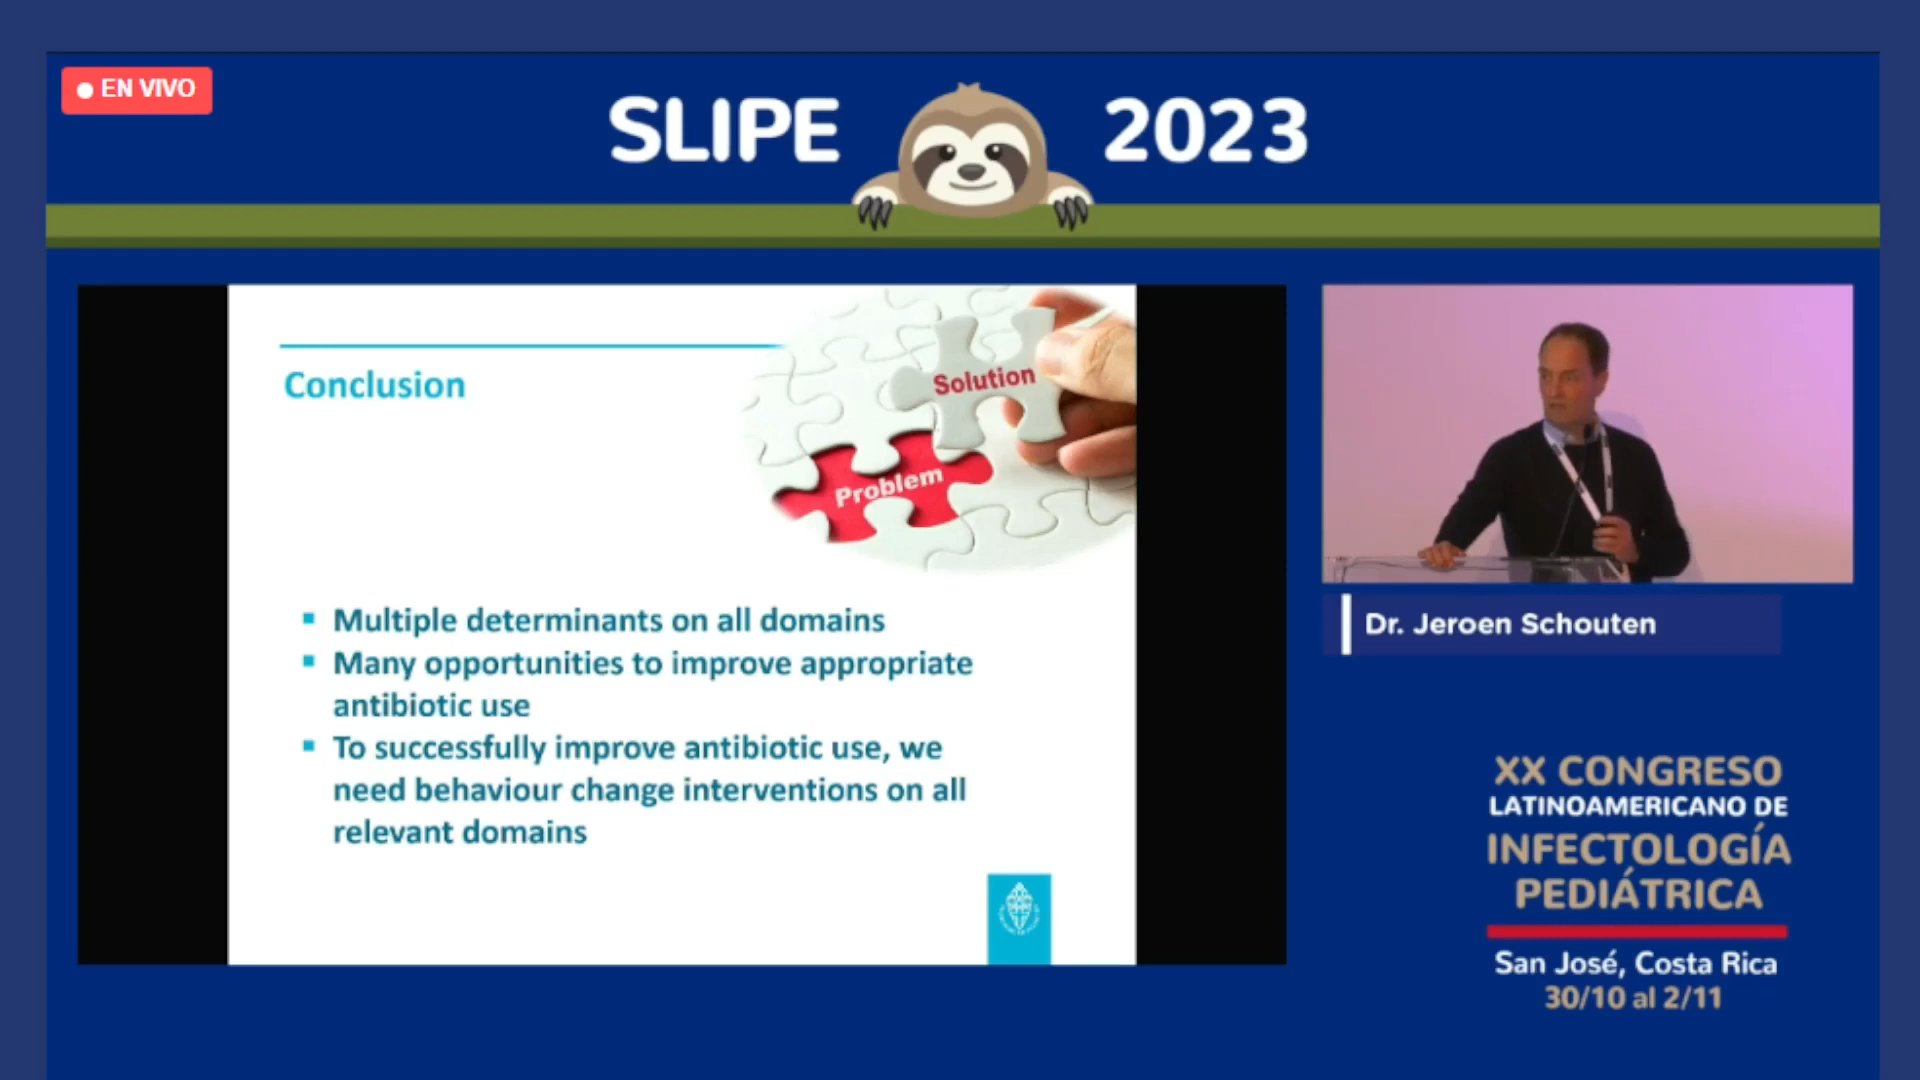 EN VIVO
SLIPE 2023
Conclusion
Solution
Problem
Multiple determinants on all domains
Many opportunities to improve appropriate
antibiotic use
To successfully improve antibiotic use, we
need behaviour change interventions on all
relevant domains
Dr. Jeroen Schouten
XX CONGRESO
LATINOAMERICANO DE
INFECTOLOGÍA
PEDIÁTRICA
San José, Costa Rica
30/10 al 2/11